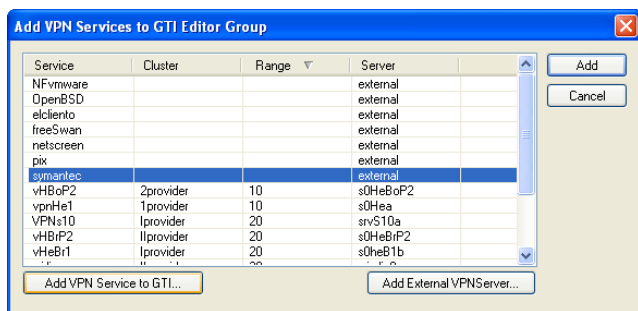 Add VPN Services to GTI Editor Group
Service Cluster Range Server
NFvmware external
OpenBSD external
elcliento external
freeSwan external
netscreen external
pix external
symantec external
vHBoP2 2provider 10 s0HeBoP2
vpnHe1 1provider 10 s0Hea
VPNs10 Iprovider 20 srvS10a
vHBrP2 IIprovider 20 s0HeBrP2
vHeBr1 Iprovider 20 s0heB1b
Add
Cancel
Add VPN Service to GTI...
Add External VPNServer...